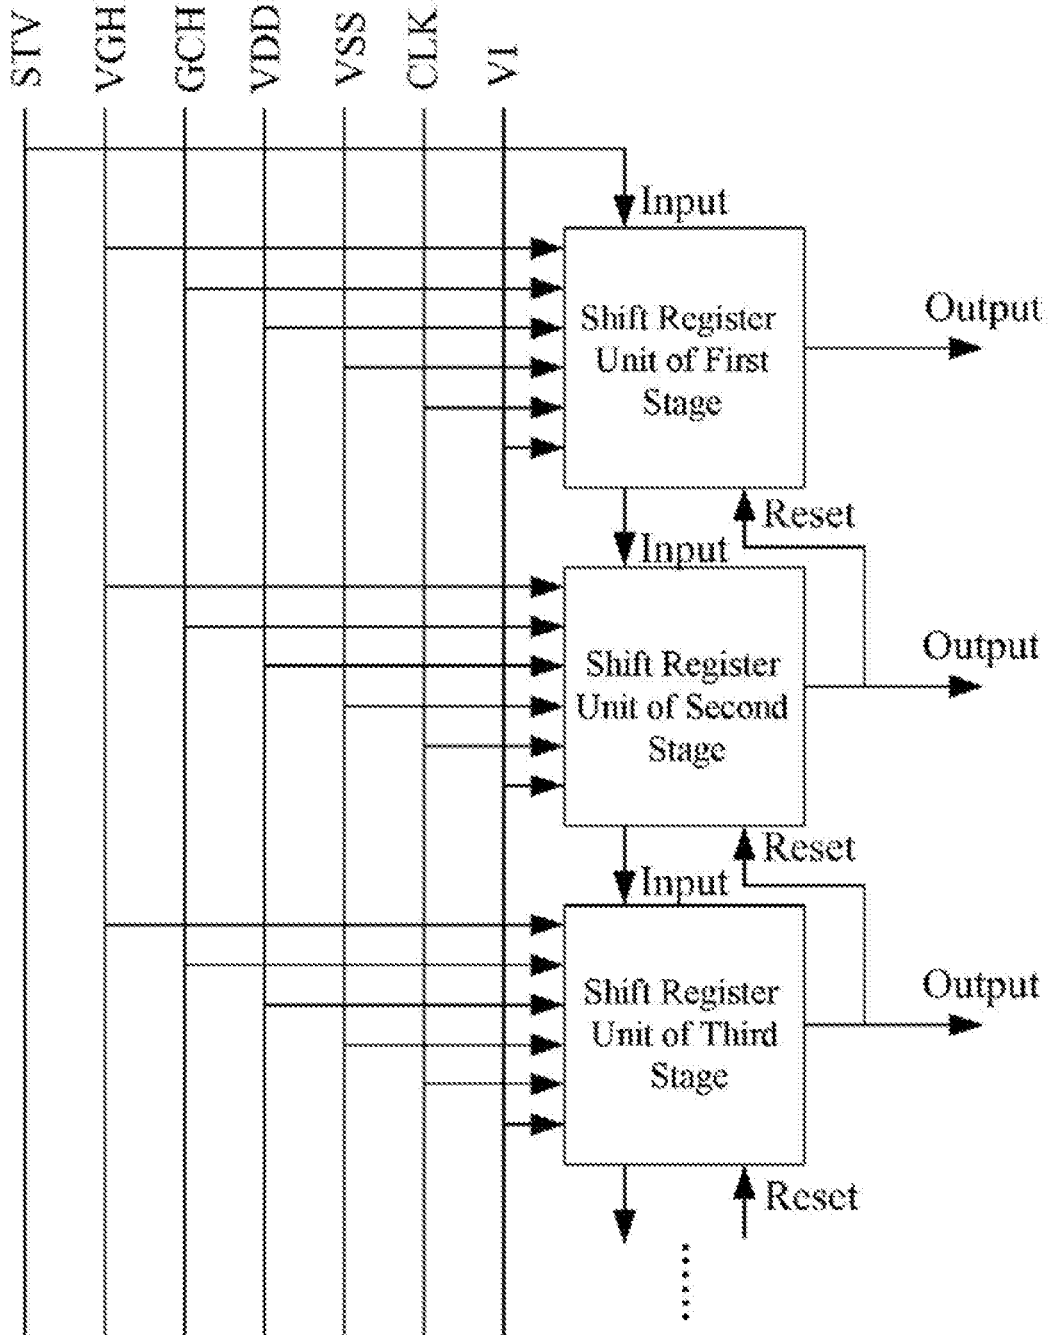 STV
VGH
GCH
VDD
VSS
CLK
V1
Input
Shift Register
Unit of First
Stage
Output
Reset
Input
Shift Register
Unit of Second
Stage
Output
Reset
Input
Shift Register
Unit of Third
Stage
Output
Reset
......